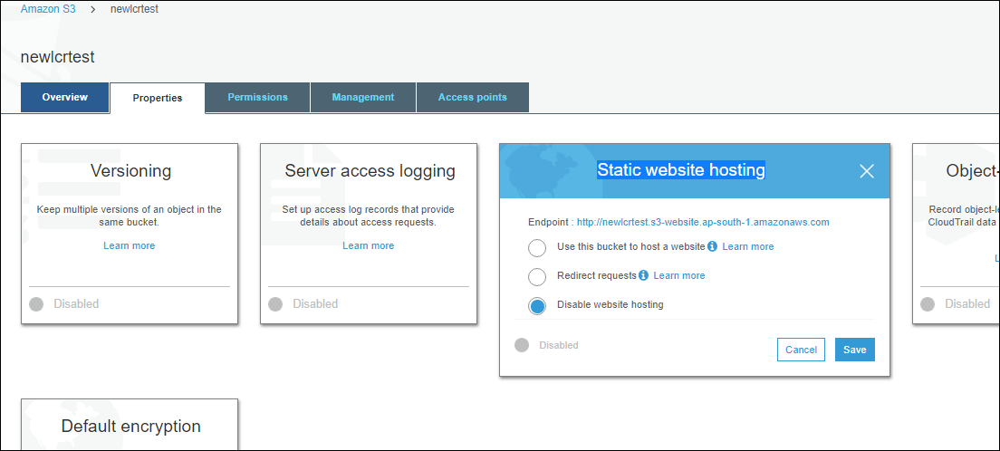 Amazon S3 > newlcrtest
newlcrtest
Overview Properties Permissions Management Access points
Versioning
Keep multiple versions of an object in the
same bucket.
Learn more
Disabled
Server access logging
Set up access log records that provide
details about access requests.
Learn more
Disabled
Static website hosting
Endpoint : http://newlcrtest.s3-website.ap-south-1.amazonaws.com
Use this bucket to host a website Learn more
Redirect requests Learn more
Disable website hosting
Disabled
Cancel Save
Object-
Record object-le
CloudTrail data
L
Disabled
Default encryption